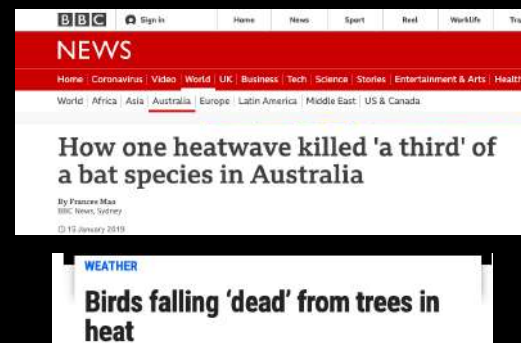 BBC Sign in Home News Sport Reel Worklife
NEWS
Home Coronavirus Video World UK Business Tech Science Stories Entertainment & Arts Health
World Africa Asia Australia Europe Latin America Middle East US & Canada
How one heatwave killed 'a third' of
a bat species in Australia
By Frances Mao
BBC News, Sydney
15 January 2019
WEATHER
Birds falling ‘dead’ from trees in
heat